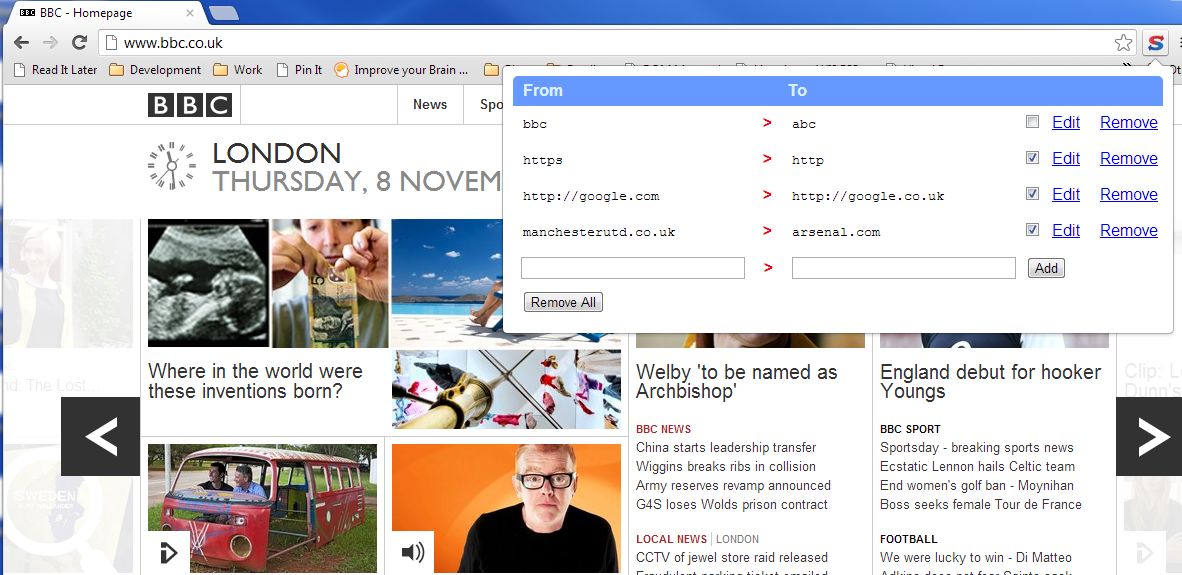 BBC - Homepage
www.bbc.co.uk
Read It Later Development Work Pin It Improve your Brain ...
BBC News
From To
bbc > abc Edit Remove
https > http Edit Remove
http://google.com > http://google.co.uk Edit Remove
manchesterutd.co.uk > arsenal.com Edit Remove
> Add
Remove All
LONDON
THURSDAY, 8 NOVEM
Where in the world were
these inventions born?
Welby 'to be named as
Archbishop'
BBC NEWS
China starts leadership transfer
Wiggins breaks ribs in collision
Army reserves revamp announced
G4S loses Wolds prison contract
LOCAL NEWS | LONDON
CCTV of jewel store raid released
England debut for hooker
Youngs
BBC SPORT
Sportsday - breaking sports news
Ecstatic Lennon hails Celtic team
End women's golf ban - Moynihan
Boss seeks female Tour de France
FOOTBALL
We were lucky to win - Di Matteo
nd: The Lost...
SWEDEN
Clip: L
Dunn's